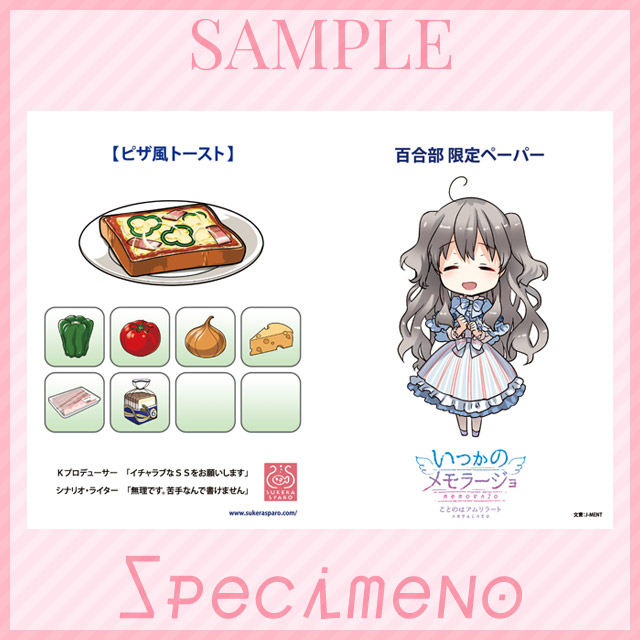 SAMPLE
【ピザ風トースト】
百合部 限定ペーパー
Kプロデューサー 「イチャラブなSSをお願いします」
シナリオ・ライター 「無理です。苦手なんで書けません」
SUKERA
SPARO
www.sukerasparo.com/
いつかの
メモラージョ
memorajo
ことのはアムリラート
文責:J-MENT
Specimeno